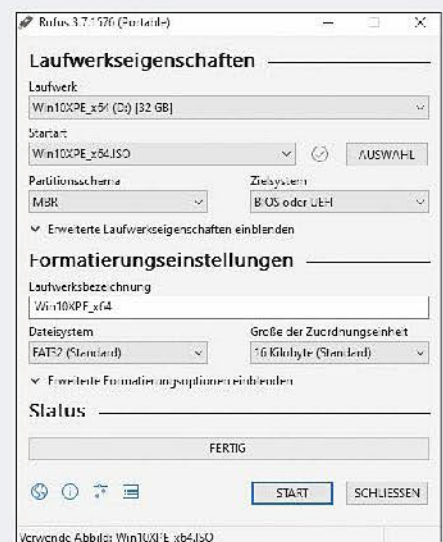 Rufus 3.7.1576 (Portable)
Laufwerkseigenschaften
Laufwerk
Win10XPE_x64 (D:) [32 GB]
Startart
Win10XPE_x64.ISO
AUSWAHL
Partitionsschema
Zielsystem
MBR
BIOS oder UEFI
Erweiterte Laufwerkseigenschaften einblenden
Formatierungseinstellungen
Laufwerksbezeichnung
Win10XPE_x64
Dateisystem
Größe der Zuordnungseinheit
FAT32 (Standard)
16 Kilobyte (Standard)
Erweiterte Formatierungsoptionen einblenden
Status
FERTIG
START
SCHLIESSEN
Verwende Abbild: Win10XPE_x64.ISO